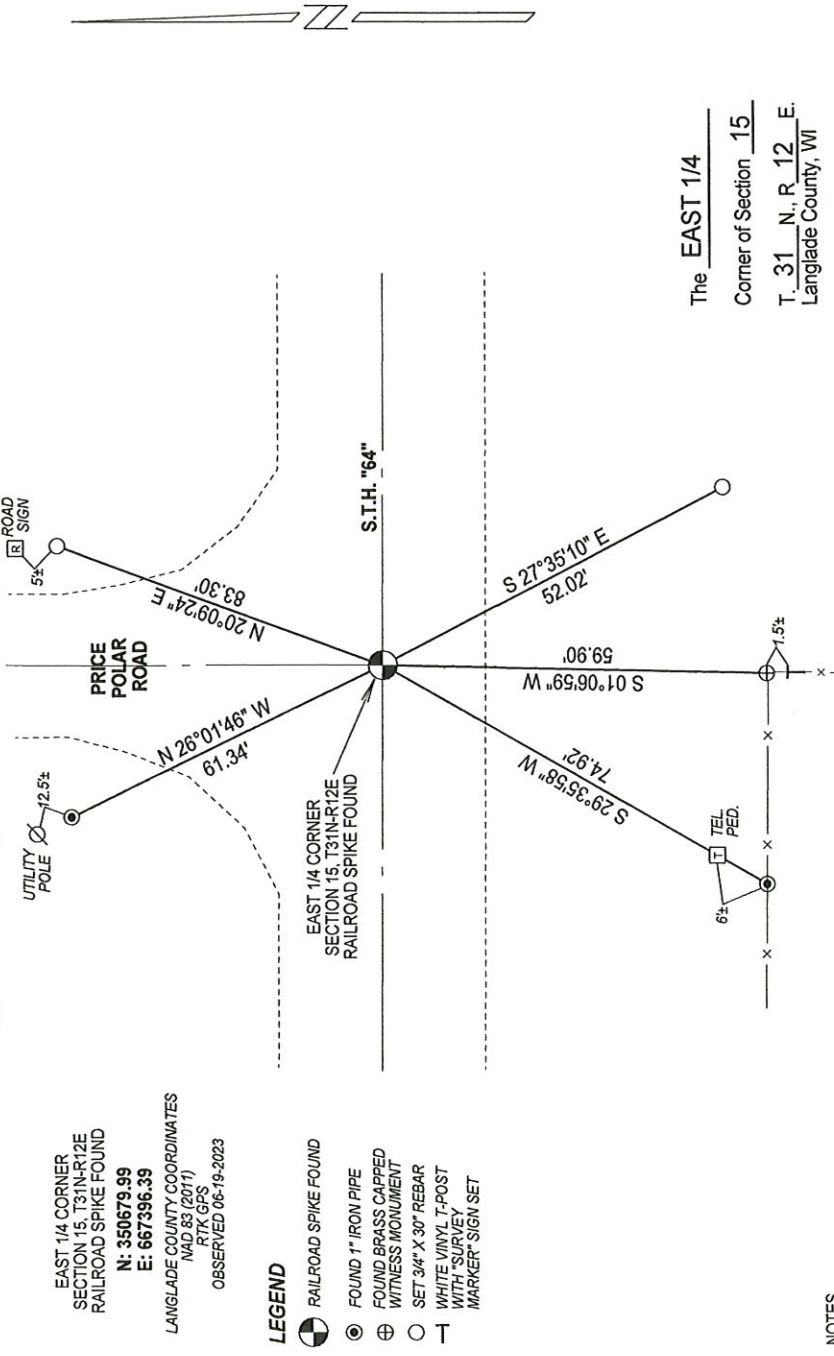 EAST 1/4 CORNER
SECTION 15, T31N-R12E
RAILROAD SPIKE FOUND
N: 350679.99
E: 667396.39
LANGLADE COUNTY COORDINATES
NAD 83 (2011)
RTK GPS
OBSERVED 06-19-2023
LEGEND
RAILROAD SPIKE FOUND
FOUND 1" IRON PIPE
FOUND BRASS CAPPED
WITNESS MONUMENT
SET 3/4" X 30" REBAR
WHITE VINYL T-POST
WITH "SURVEY
MARKER" SIGN SET
UTILITY
POLE
12.5'±
N 26°01'46" W
61.34'
PRICE
POLAR
ROAD
R
ROAD
SIGN
5'±
N 20°09'24" E
83.30'
S.T.H. "64"
EAST 1/4 CORNER
SECTION 15, T31N-R12E
RAILROAD SPIKE FOUND
S 27°35'10" E
52.02'
S 01°06'59" W
59.90'
S 29°35'58" W
74.92'
T
TEL.
PED.
6'±
1.5'±
N
The EAST 1/4
Corner of Section 15
T. 31 N., R 12 E.
Langlade County, WI
NOTES